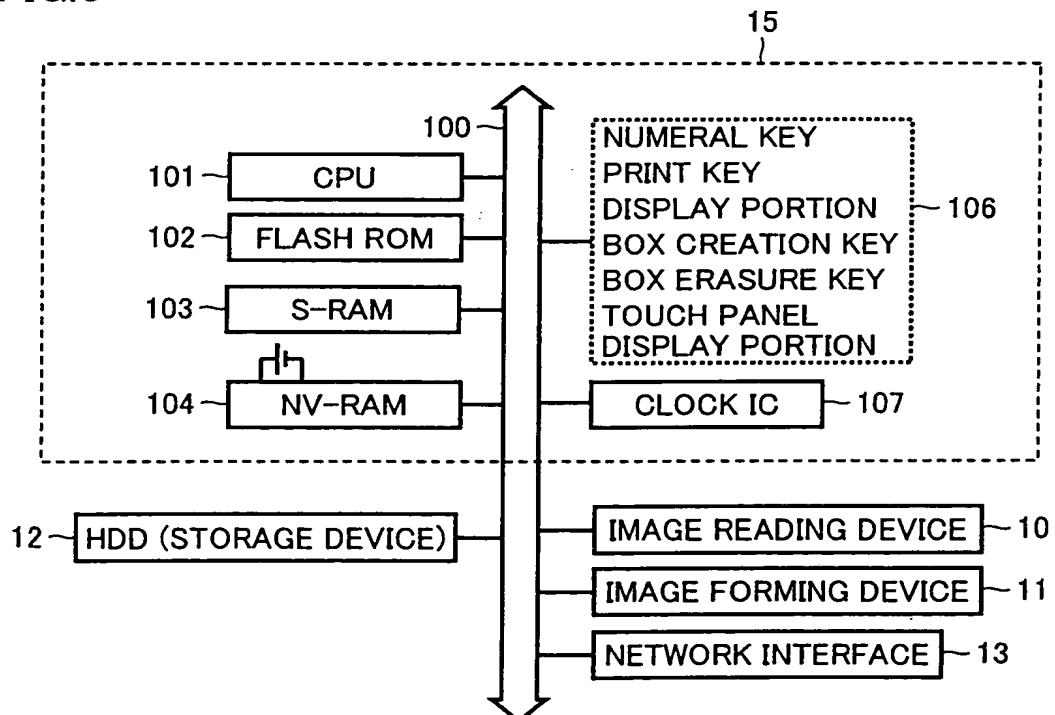 15
100
101 CPU
102 FLASH ROM
103 S-RAM
104 NV-RAM
NUMERAL KEY
PRINT KEY
DISPLAY PORTION
BOX CREATION KEY
BOX ERASURE KEY
TOUCH PANEL
DISPLAY PORTION
106
CLOCK IC 107
12 HDD (STORAGE DEVICE)
IMAGE READING DEVICE 10
IMAGE FORMING DEVICE 11
NETWORK INTERFACE 13